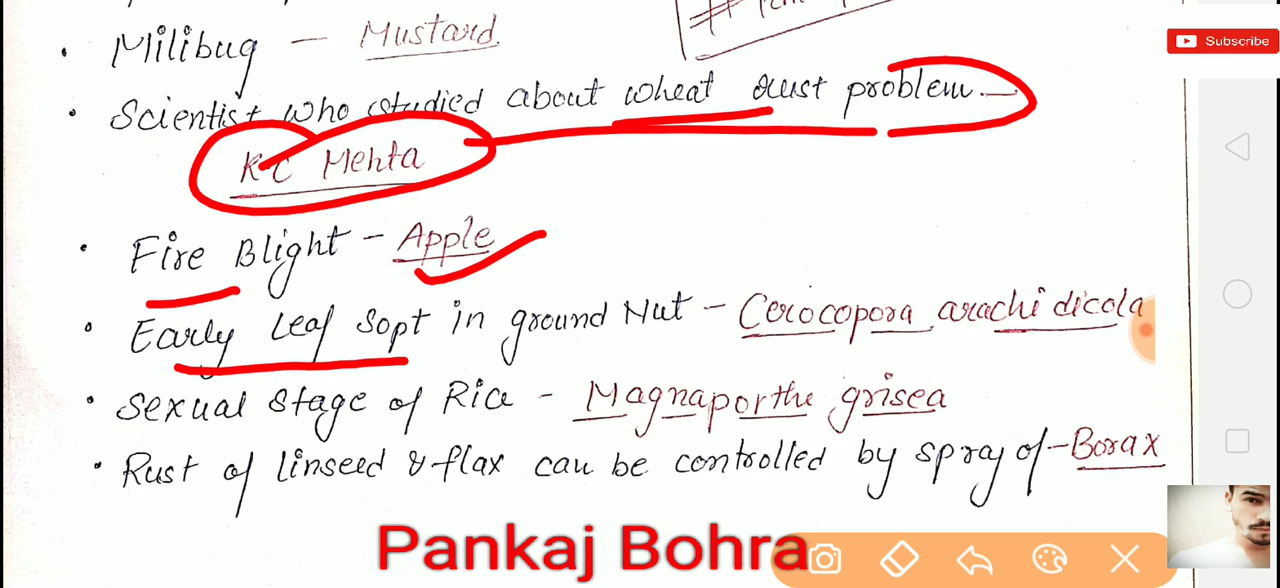 • Milibug – Mustard
• Scientist who studied about wheat rust problem.–
KC Mehta
• Fire Blight – Apple
• Early Leaf Sopt in ground Nut – Cerocopora arachidicola
• Sexual Stage of Rice – Magnaporthe grisea
• Rust of linseed & flax can be controlled by spray of – Borax
Pankaj Bohra
Subscribe